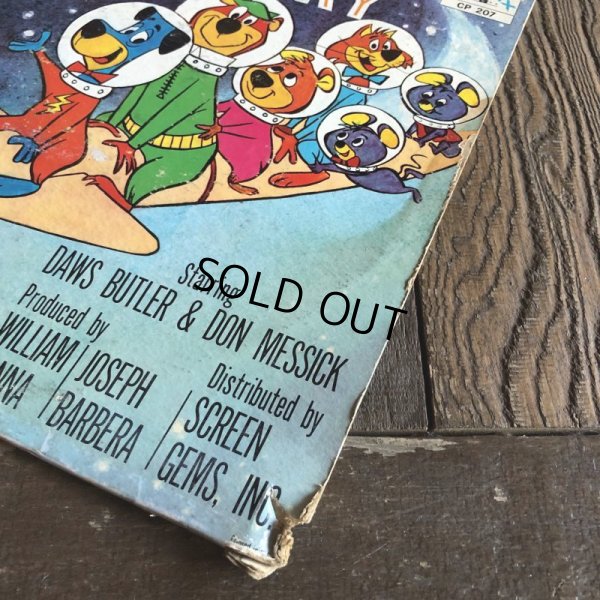 CP 207
Starring
DAWS BUTLER & DON MESSICK
Produced by
WILLIAM
NNA
JOSEPH
BARBERA
Distributed by
SCREEN
GEMS, INC.
SOLD OUT